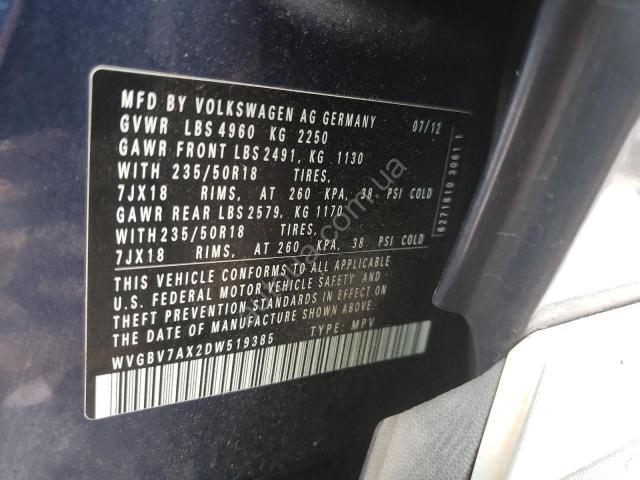 MFD BY VOLKSWAGEN AG GERMANY
07/12
GVWR LBS 4960 KG 2250
GAWR FRONT LBS 2491, KG 1130
WITH 235/50R18 TIRES,
7JX18 RIMS, AT 260 KPA, 38 PSI COLD
GAWR REAR LBS 2579, KG 1170
WITH 235/50R18 TIRES,
7JX18 RIMS, AT 260 KPA, 38 PSI COLD
THIS VEHICLE CONFORMS TO ALL APPLICABLE
U.S. FEDERAL MOTOR VEHICLE SAFETY AND
THEFT PREVENTION STANDARDS IN EFFECT ON
THE DATE OF MANUFACTURE SHOWN ABOVE.
WVGBV7AX2DW519385 TYPE: MPV
6271R10 3061 1